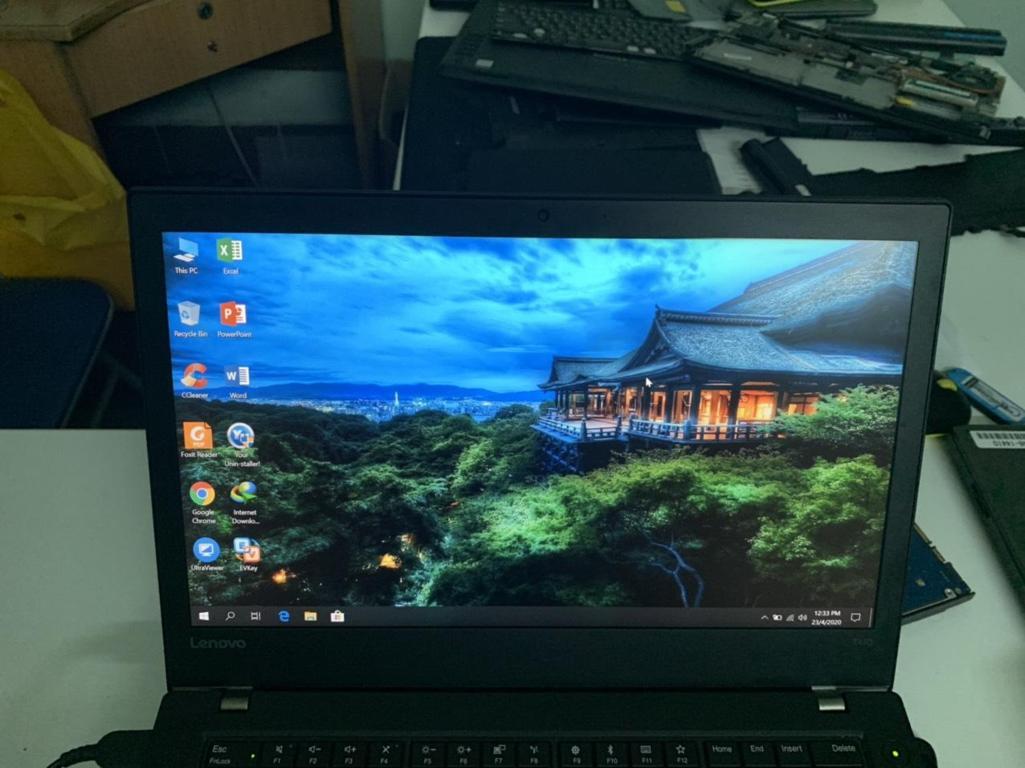 This PC
Excel
Recycle Bin
PowerPoint
CCleaner
Word
Foxit Reader
Your
Unin-staller!
Google
Chrome
Internet
Downlo...
UltraViewer
EVKey
12:33 PM
23/4/2020
Lenovo
Esc
FnLock
F1
F2
F3
F4
F5
F6
F7
F8
F9
F10
F11
F12
Home
End
Insert
Delete